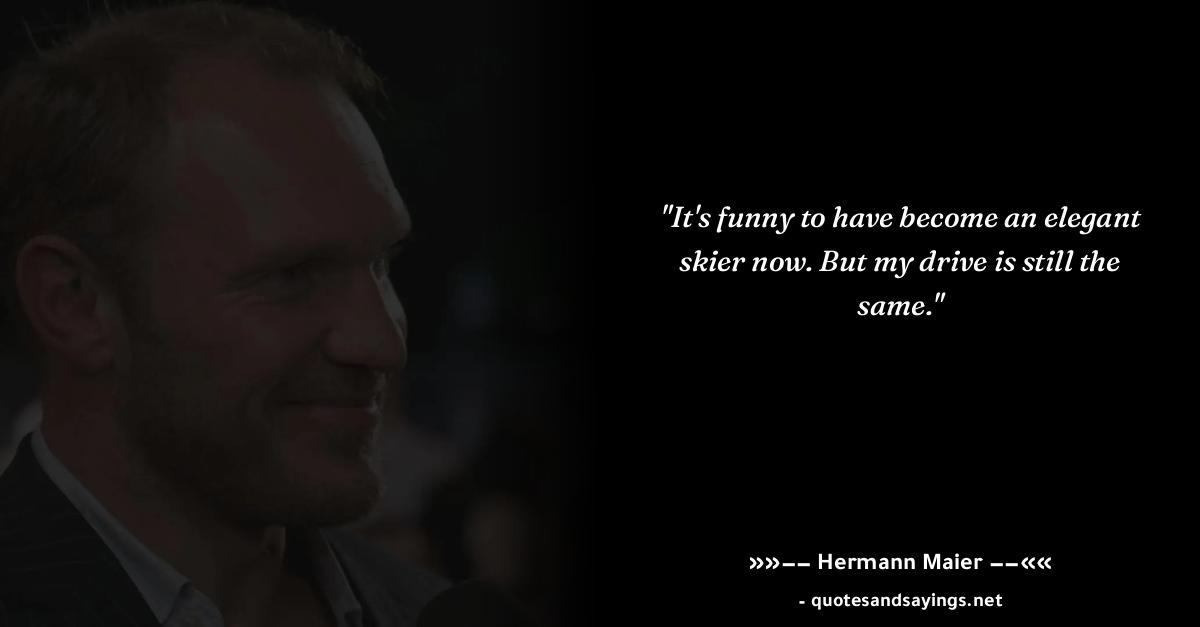 "It's funny to have become an elegant
skier now. But my drive is still the
same."
»»–– Hermann Maier ––««
- quotesandsayings.net